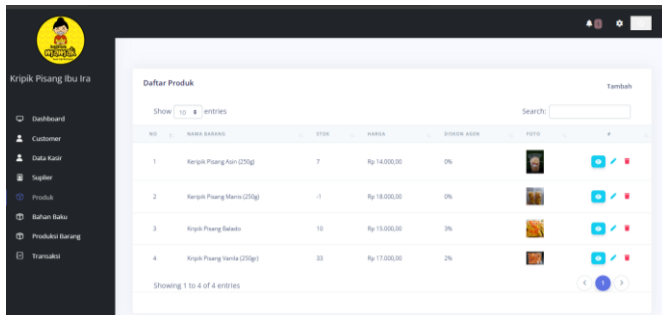 mamak
Kripik Pisang Ibu Ira
Dashboard
Customer
Data Kasir
Suplier
Produk
Bahan Baku
Produksi Barang
Transaksi
Daftar Produk
Tambah
Show 10 entries
Search:
NO NAMA BARANG STOK HARGA DISKON AGEN FOTO #
1 Keripik Pisang Asin (250g) 7 Rp 14.000,00 0%
2 Keripik Pisang Manis (250g) -1 Rp 18.000,00 0%
3 Kripik Pisang Balado 10 Rp 15.000,00 3%
4 Kripik Pisang Vanila (250gr) 33 Rp 17.000,00 2%
Showing 1 to 4 of 4 entries
1